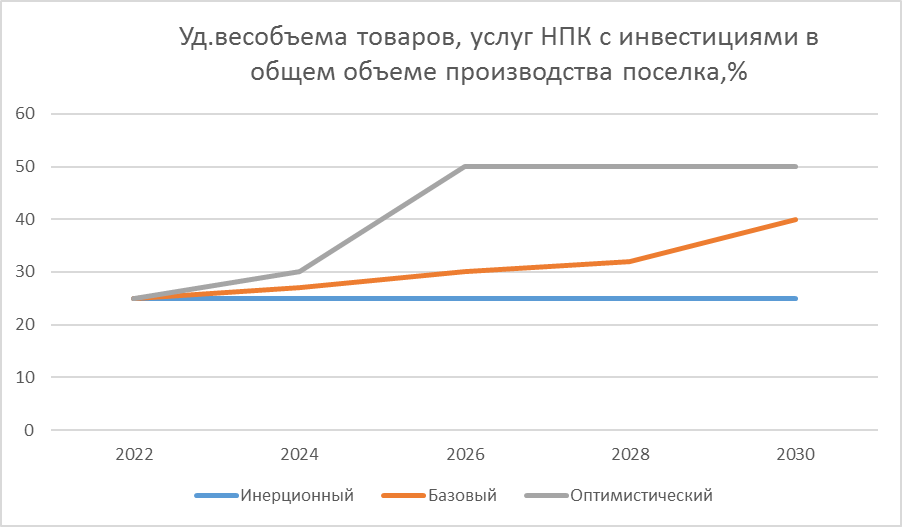 Уд.весобъема товаров, услуг НПК с инвестициями в
общем объеме производства поселка,%
60
50
40
30
20
10
0
2022 2024 2026 2028 2030
Инерционный Базовый Оптимистический